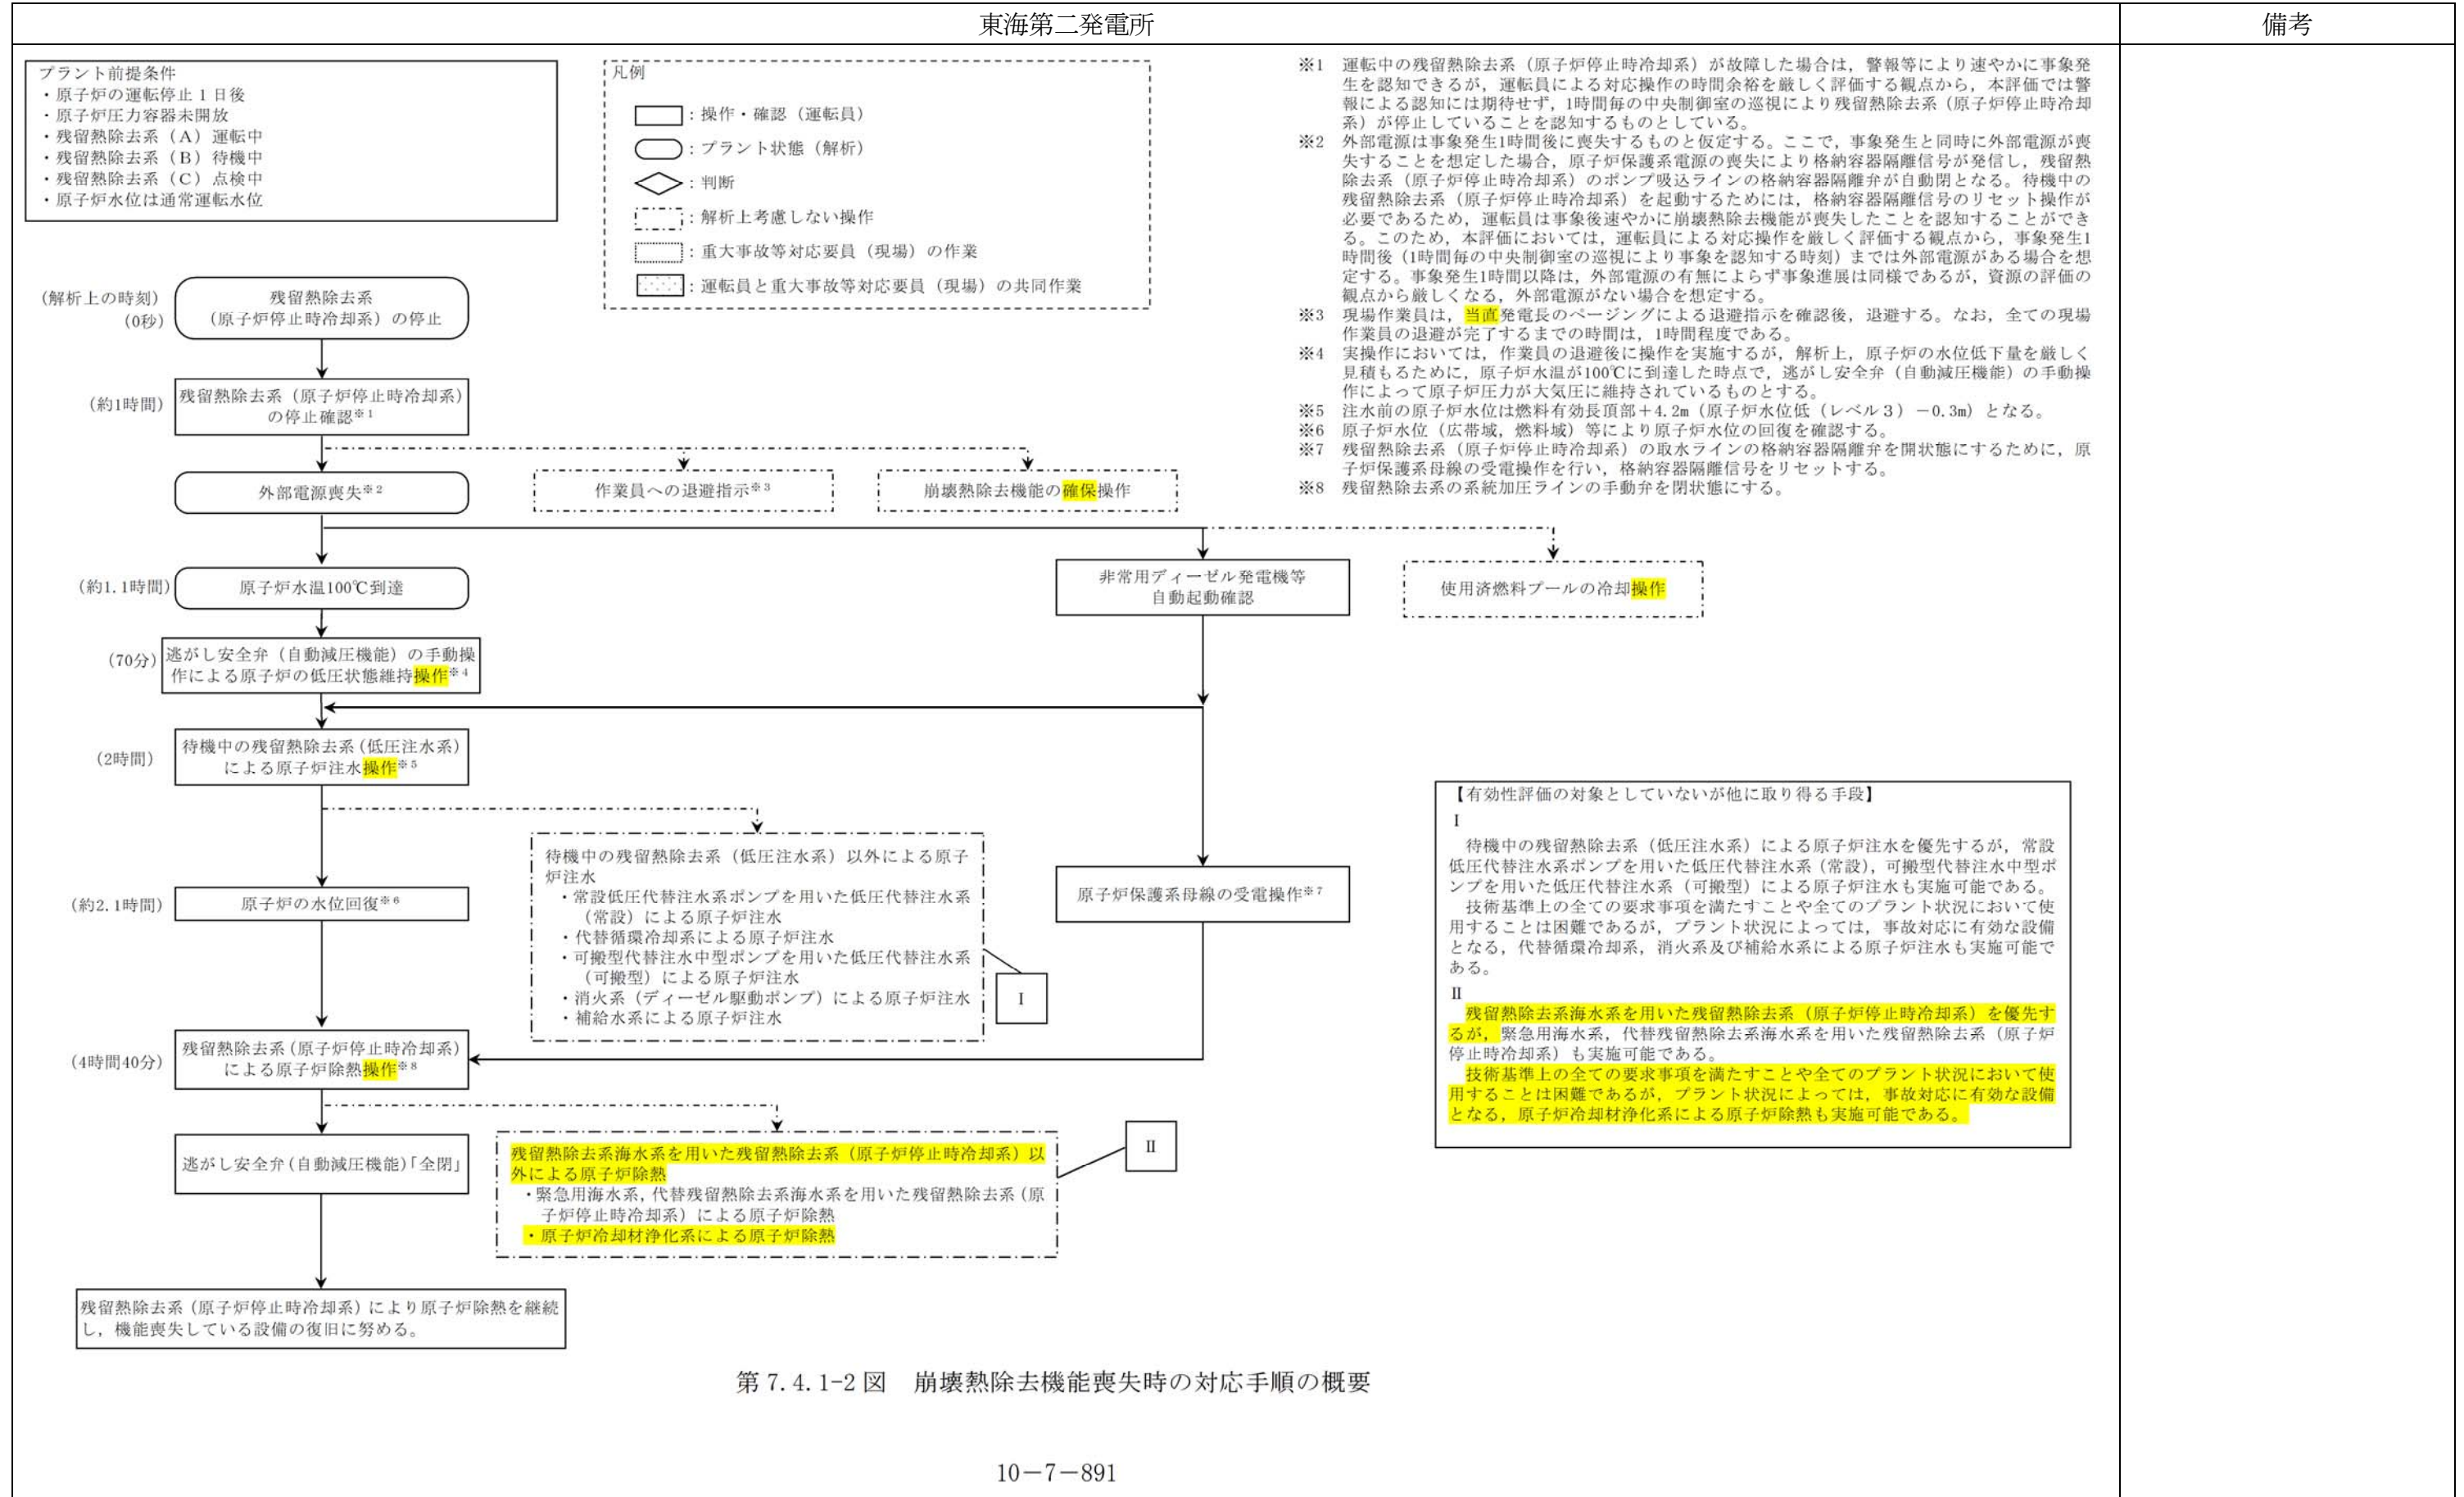 東海第二発電所
備考
プラント前提条件
・原子炉の運転停止1日後
・原子炉圧力容器未開放
・残留熱除去系（A）運転中
・残留熱除去系（B）待機中
・残留熱除去系（C）点検中
・原子炉水位は通常運転水位
凡例
：操作・確認（運転員）
：プラント状態（解析）
：判断
：解析上考慮しない操作
：重大事故等対応要員（現場）の作業
：運転員と重大事故等対応要員（現場）の共同作業
※1 運転中の残留熱除去系（原子炉停止時冷却系）が故障した場合は，警報等により速やかに事象発
生を認知できるが，運転員による対応操作の時間余裕を厳しく評価する観点から，本評価では警
報による認知には期待せず，1時間毎の中央制御室の巡視により残留熱除去系（原子炉停止時冷却
系）が停止していることを認知するものとしている。
※2 外部電源は事象発生1時間後に喪失するものと仮定する。ここで，事象発生と同時に外部電源が喪
失することを想定した場合，原子炉保護系電源の喪失により格納容器隔離信号が発信し，残留熱
除去系（原子炉停止時冷却系）のポンプ吸込ラインの格納容器隔離弁が自動閉となる。待機中の
残留熱除去系（原子炉停止時冷却系）を起動するためには，格納容器隔離信号のリセット操作が
必要であるため，運転員は事象後速やかに崩壊熱除去機能が喪失したことを認知することができ
る。このため，本評価においては，運転員による対応操作を厳しく評価する観点から，事象発生1
時間後（1時間毎の中央制御室の巡視により事象を認知する時刻）までは外部電源がある場合を想
定する。事象発生1時間以降は，外部電源の有無によらず事象進展は同様であるが，資源の評価の
観点から厳しくなる，外部電源がない場合を想定する。
※3 現場作業員は，当直発電長のページングによる退避指示を確認後，退避する。なお，全ての現場
作業員の退避が完了するまでの時間は，1時間程度である。
※4 実操作においては，作業員の退避後に操作を実施するが，解析上，原子炉の水位低下量を厳しく
見積もるために，原子炉水温が100℃に到達した時点で，逃がし安全弁（自動減圧機能）の手動操
作によって原子炉圧力が大気圧に維持されているものとする。
※5 注水前の原子炉水位は燃料有効長頂部＋4.2m（原子炉水位低（レベル3）－0.3m）となる。
※6 原子炉水位（広帯域，燃料域）等により原子炉水位の回復を確認する。
※7 残留熱除去系（原子炉停止時冷却系）の取水ラインの格納容器隔離弁を開状態にするために，原
子炉保護系母線の受電操作を行い，格納容器隔離信号をリセットする。
※8 残留熱除去系の系統加圧ラインの手動弁を閉状態にする。
（解析上の時刻）
（0秒）
残留熱除去系
（原子炉停止時冷却系）の停止
（約1時間）
残留熱除去系（原子炉停止時冷却系）
の停止確認※1
外部電源喪失※2
作業員への退避指示※3
崩壊熱除去機能の確保操作
（約1.1時間）
原子炉水温100℃到達
非常用ディーゼル発電機等
自動起動確認
使用済燃料プールの冷却操作
（70分）
逃がし安全弁（自動減圧機能）の手動操
作による原子炉の低圧状態維持操作※4
（2時間）
待機中の残留熱除去系（低圧注水系）
による原子炉注水操作※5
待機中の残留熱除去系（低圧注水系）以外による原子
炉注水
・常設低圧代替注水系ポンプを用いた低圧代替注水系
（常設）による原子炉注水
・代替循環冷却系による原子炉注水
・可搬型代替注水中型ポンプを用いた低圧代替注水系
（可搬型）による原子炉注水
・消火系（ディーゼル駆動ポンプ）による原子炉注水
・補給水系による原子炉注水
Ⅰ
（約2.1時間）
原子炉の水位回復※6
原子炉保護系母線の受電操作※7
（4時間40分）
残留熱除去系（原子炉停止時冷却系）
による原子炉除熱操作※8
逃がし安全弁（自動減圧機能）「全閉」
残留熱除去系海水系を用いた残留熱除去系（原子炉停止時冷却系）以
外による原子炉除熱
・緊急用海水系，代替残留熱除去系海水系を用いた残留熱除去系（原
子炉停止時冷却系）による原子炉除熱
・原子炉冷却材浄化系による原子炉除熱
Ⅱ
残留熱除去系（原子炉停止時冷却系）により原子炉除熱を継続
し，機能喪失している設備の復旧に努める。
【有効性評価の対象としていないが他に取り得る手段】
Ⅰ
待機中の残留熱除去系（低圧注水系）による原子炉注水を優先するが，常設
低圧代替注水系ポンプを用いた低圧代替注水系（常設），可搬型代替注水中型ポ
ンプを用いた低圧代替注水系（可搬型）による原子炉注水も実施可能である。
技術基準上の全ての要求事項を満たすことや全てのプラント状況において使
用することは困難であるが，プラント状況によっては，事故対応に有効な設備
となる，代替循環冷却系，消火系及び補給水系による原子炉注水も実施可能で
ある。
Ⅱ
残留熱除去系海水系を用いた残留熱除去系（原子炉停止時冷却系）を優先す
るが，緊急用海水系，代替残留熱除去系海水系を用いた残留熱除去系（原子炉
停止時冷却系）も実施可能である。
技術基準上の全ての要求事項を満たすことや全てのプラント状況において使
用することは困難であるが，プラント状況によっては，事故対応に有効な設備
となる，原子炉冷却材浄化系による原子炉除熱も実施可能である。
第7.4.1-2図 崩壊熱除去機能喪失時の対応手順の概要
10－7－891